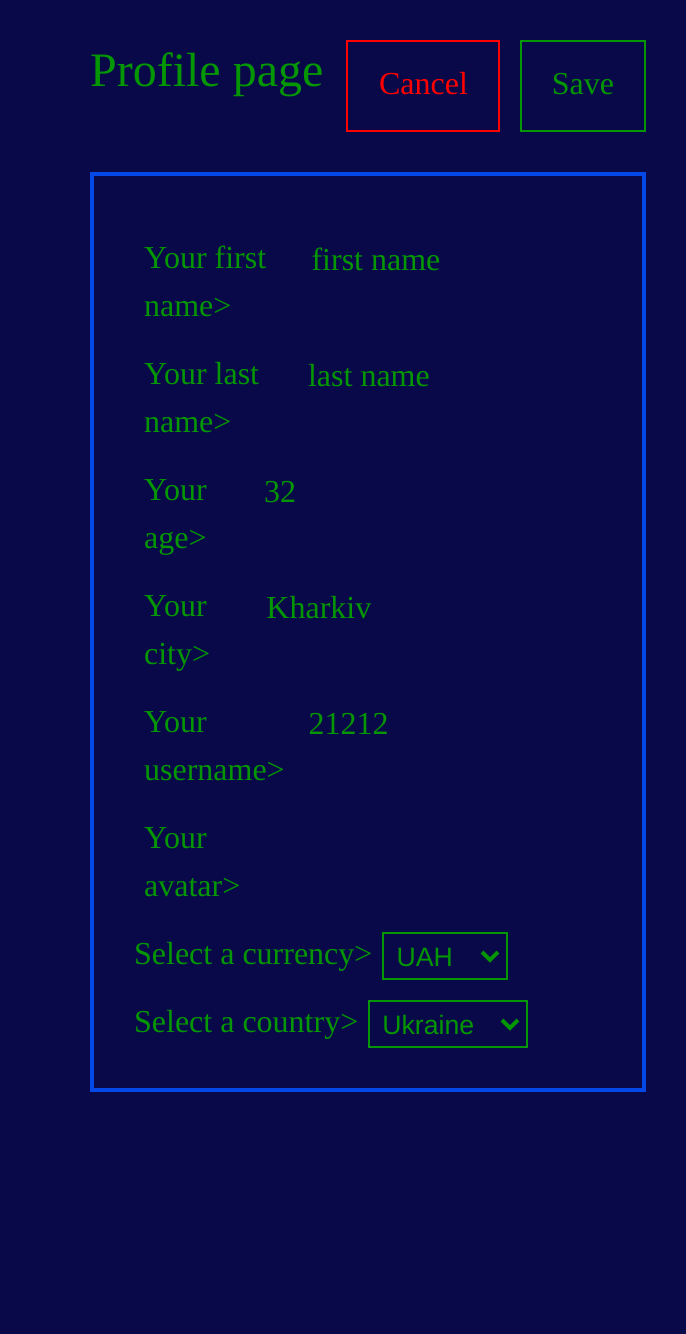 Profile page
Cancel
Save
Your first name>
first name
Your last name>
last name
Your age>
32
Your city>
Kharkiv
Your username>
21212
Your avatar>
Select a currency> UAH
Select a country> Ukraine